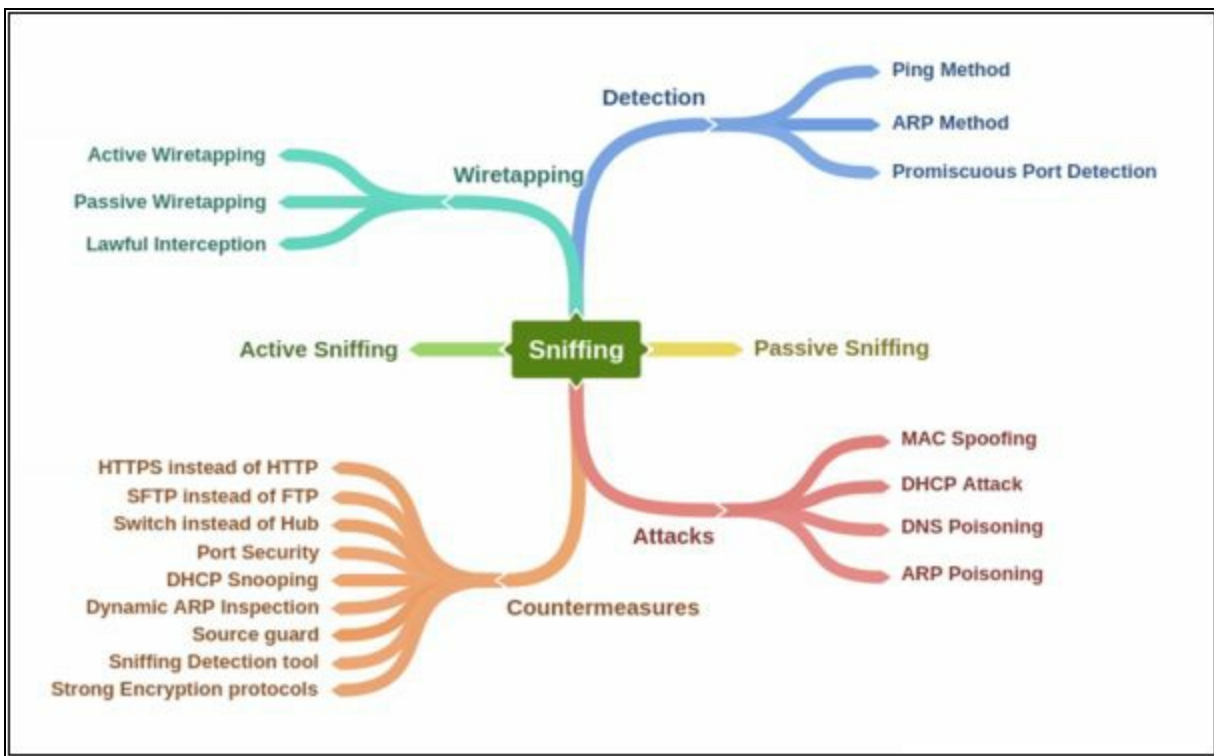 Detection
Ping Method
ARP Method
Promiscuous Port Detection
Wiretapping
Active Wiretapping
Passive Wiretapping
Lawful Interception
Active Sniffing
Sniffing
Passive Sniffing
Attacks
MAC Spoofing
DHCP Attack
DNS Poisoning
ARP Poisoning
Countermeasures
HTTPS instead of HTTP
SFTP instead of FTP
Switch instead of Hub
Port Security
DHCP Snooping
Dynamic ARP Inspection
Source guard
Sniffing Detection tool
Strong Encryption protocols